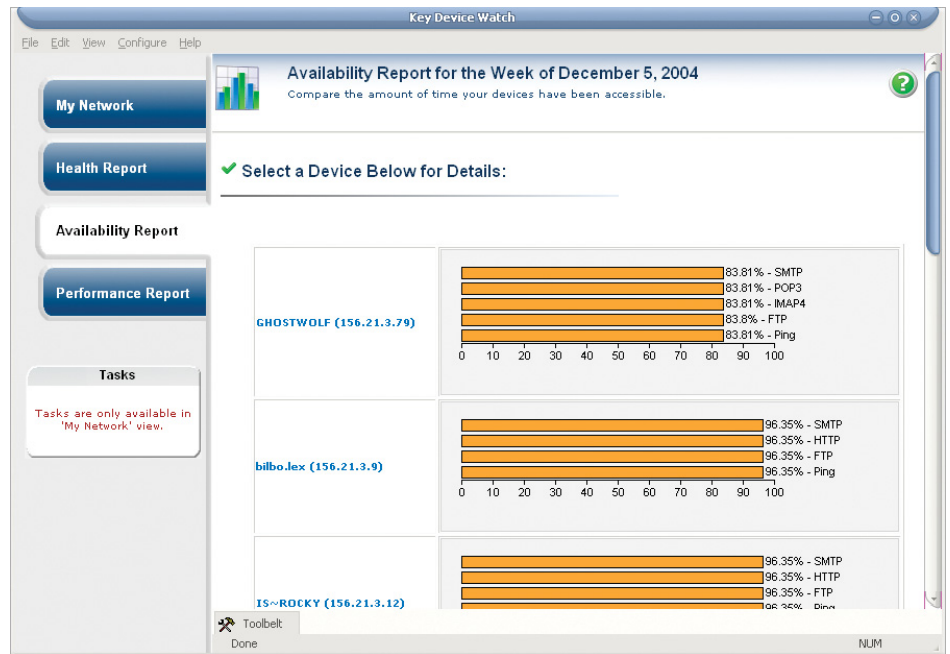 Key Device Watch
File Edit View Configure Help
My Network
Health Report
Availability Report
Performance Report
Tasks
Tasks are only available in
'My Network' view.
Availability Report for the Week of December 5, 2004
Compare the amount of time your devices have been accessible.
?
Select a Device Below for Details:
GHOSTWOLF (156.21.3.79)
83.81% - SMTP
83.81% - POP3
83.81% - IMAP4
83.8% - FTP
83.81% - Ping
0 10 20 30 40 50 60 70 80 90 100
bilbo.lex (156.21.3.9)
96.35% - SMTP
96.35% - HTTP
96.35% - FTP
96.35% - Ping
0 10 20 30 40 50 60 70 80 90 100
IS~ROCKY (156.21.3.12)
96.35% - SMTP
96.35% - HTTP
96.35% - FTP
96.35% - Ping
Toolbelt
Done NUM